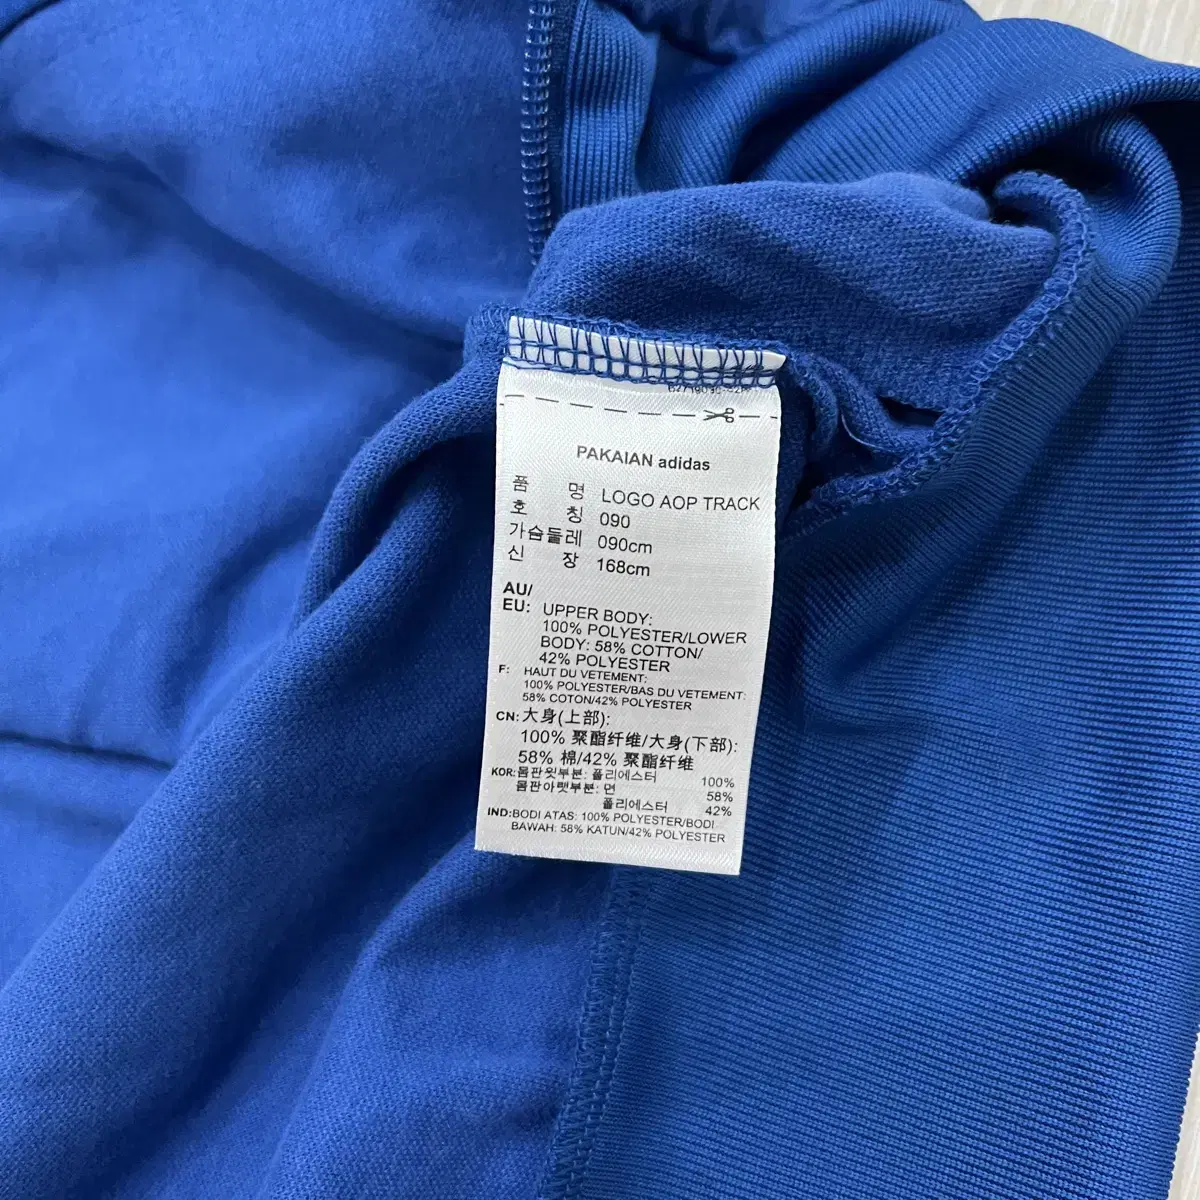 PAKAIAN adidas
품 명 LOGO AOP TRACK
호 칭 090
가슴둘레 090cm
신 장 168cm
AU/
EU: UPPER BODY:
100% POLYESTER/LOWER
BODY: 58% COTTON/
42% POLYESTER
F: HAUT DU VETEMENT:
100% POLYESTER/BAS DU VETEMENT:
58% COTON/42% POLYESTER
CN: 大身(上部):
100% 聚酯纤维/大身(下部):
58% 棉/42% 聚酯纤维
KOR: 몸판윗부분: 폴리에스터 100%
몸판아랫부분: 면 58%
폴리에스터 42%
IND: BODI ATAS: 100% POLYESTER/BODI
BAWAH: 58% KATUN/42% POLYESTER